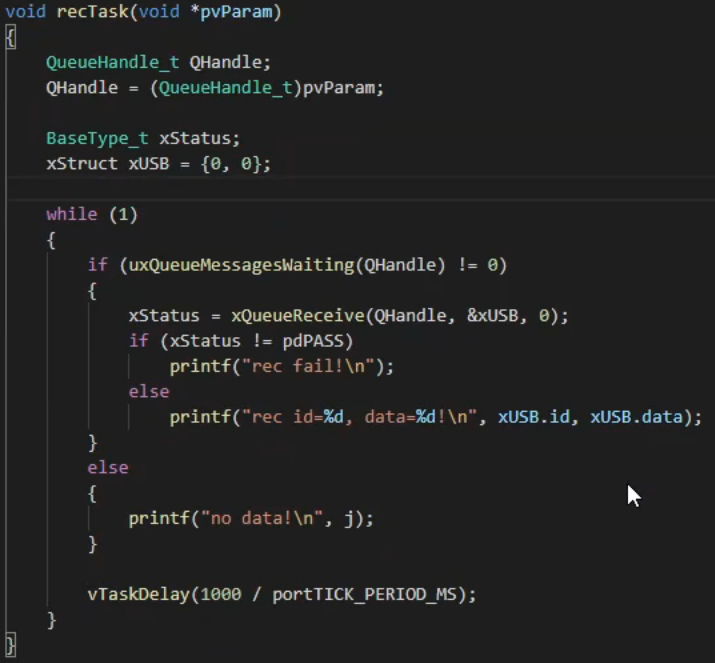 void recTask(void *pvParam)
{
    QueueHandle_t QHandle;
    QHandle = (QueueHandle_t)pvParam;

    BaseType_t xStatus;
    xStruct xUSB = {0, 0};

    while (1)
    {
        if (uxQueueMessagesWaiting(QHandle) != 0)
        {
            xStatus = xQueueReceive(QHandle, &xUSB, 0);
            if (xStatus != pdPASS)
                printf("rec fail!\n");
            else
                printf("rec id=%d, data=%d!\n", xUSB.id, xUSB.data);
        }
        else
        {
            printf("no data!\n", j);
        }

        vTaskDelay(1000 / portTICK_PERIOD_MS);
    }
}